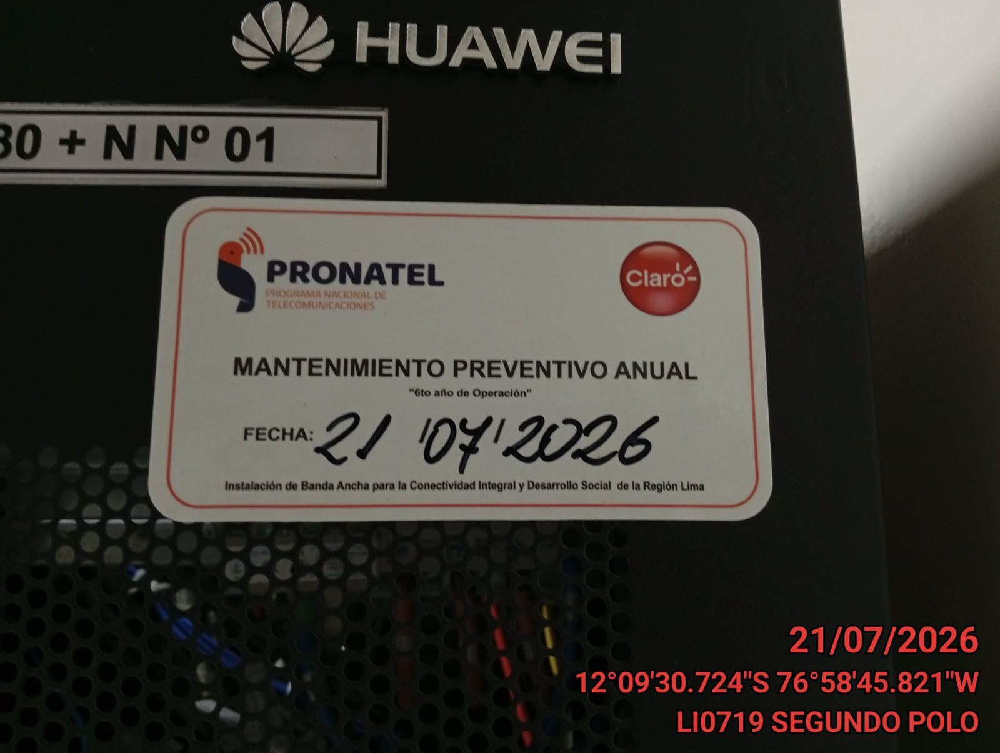 HUAWEI
80 + N Nº 01
PRONATEL
PROGRAMA NACIONAL DE
TELECOMUNICACIONES
Claro
MANTENIMIENTO PREVENTIVO ANUAL
"6to año de Operación"
FECHA: 21/07/2026
Instalación de Banda Ancha para la Conectividad Integral y Desarrollo Social de la Región Lima
21/07/2026
12°09'30.724"S 76°58'45.821"W
LI0719 SEGUNDO POLO